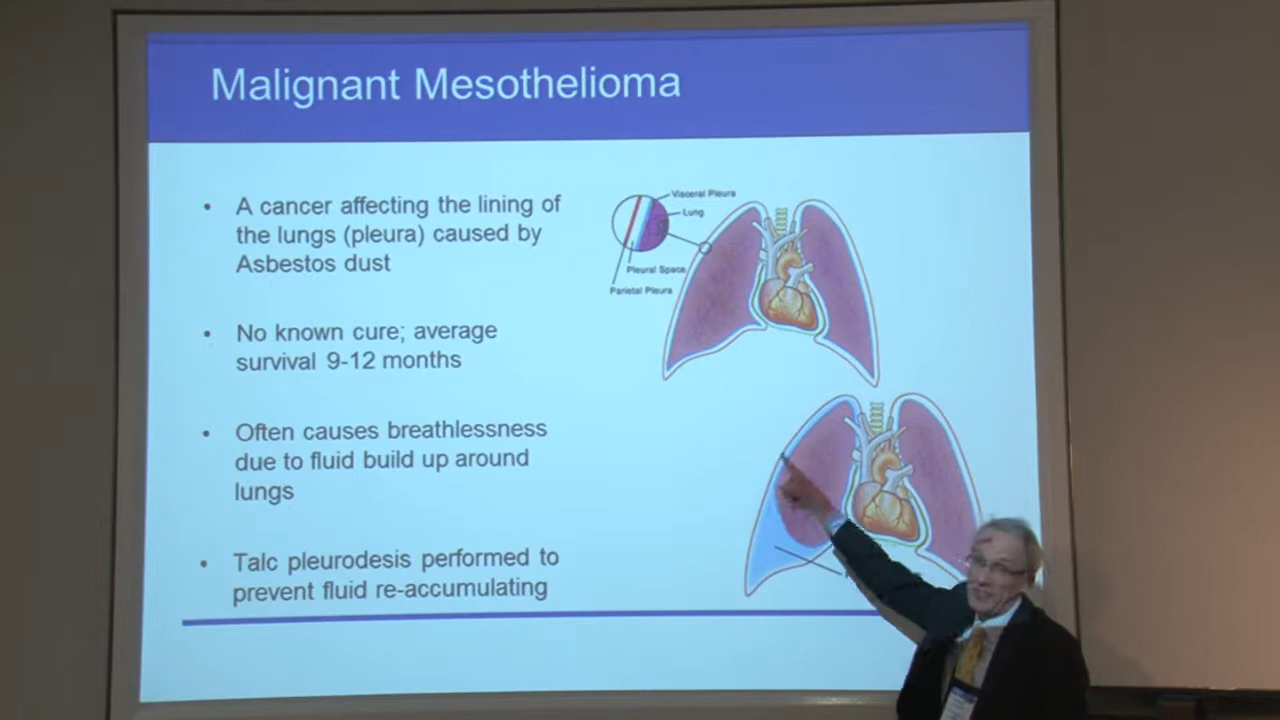 Malignant Mesothelioma
• A cancer affecting the lining of
the lungs (pleura) caused by
Asbestos dust
• No known cure; average
survival 9-12 months
• Often causes breathlessness
due to fluid build up around
lungs
• Talc pleurodesis performed to
prevent fluid re-accumulating
Visceral Pleura
Lung
Pleural Space
Parietal Pleura